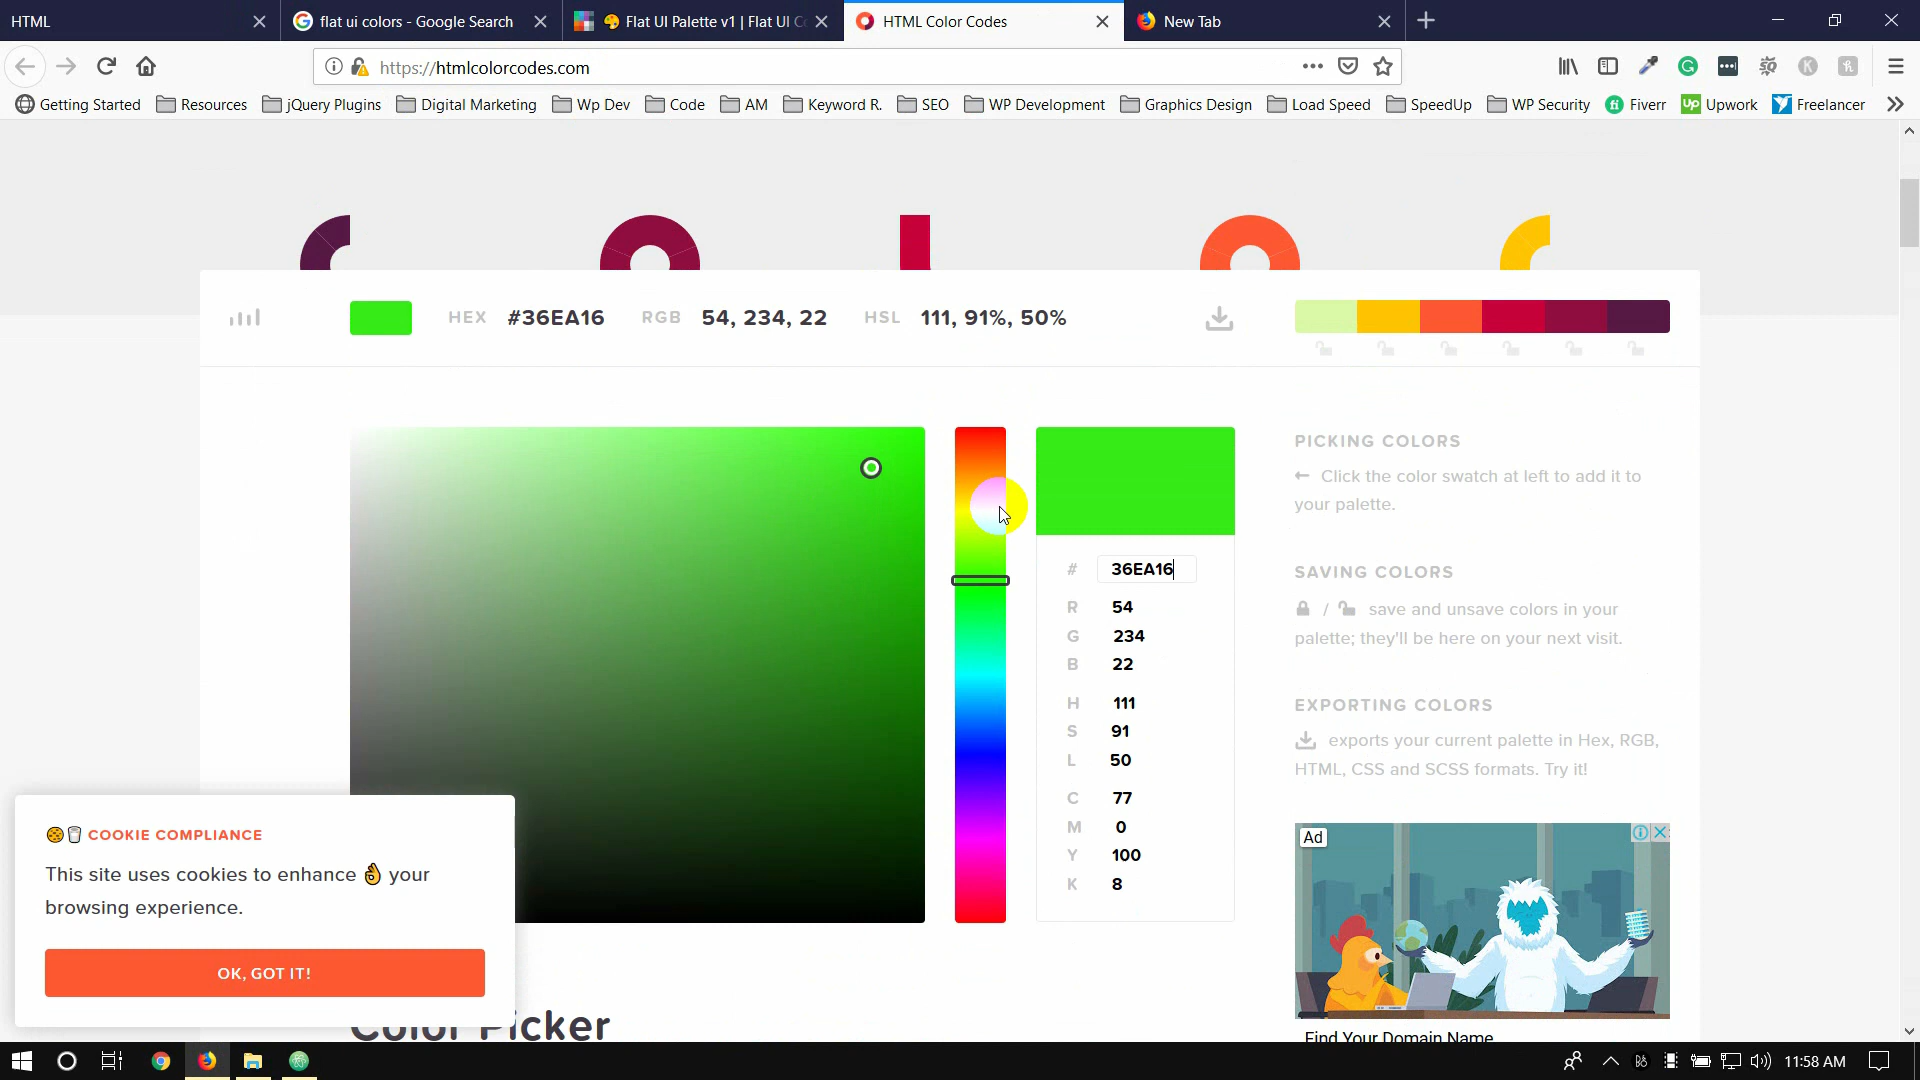 HTML
flat ui colors - Google Search
Flat UI Palette v1 | Flat UI Co
HTML Color Codes
New Tab
https://htmlcolorcodes.com
Getting Started
Resources
jQuery Plugins
Digital Marketing
Wp Dev
Code
AM
Keyword R.
SEO
WP Development
Graphics Design
Load Speed
SpeedUp
WP Security
Fiverr
Upwork
Freelancer
HEX #36EA16 RGB 54, 234, 22 HSL 111, 91%, 50%
# 36EA16
R 54
G 234
B 22
H 111
S 91
L 50
C 77
M 0
Y 100
K 8
PICKING COLORS
Click the color swatch at left to add it to
your palette.
SAVING COLORS
/ save and unsave colors in your
palette; they'll be here on your next visit.
EXPORTING COLORS
exports your current palette in Hex, RGB,
HTML, CSS and SCSS formats. Try it!
Ad
Find Your Domain Name
COOKIE COMPLIANCE
This site uses cookies to enhance 👌 your
browsing experience.
OK, GOT IT!
Color Picker
11:58 AM